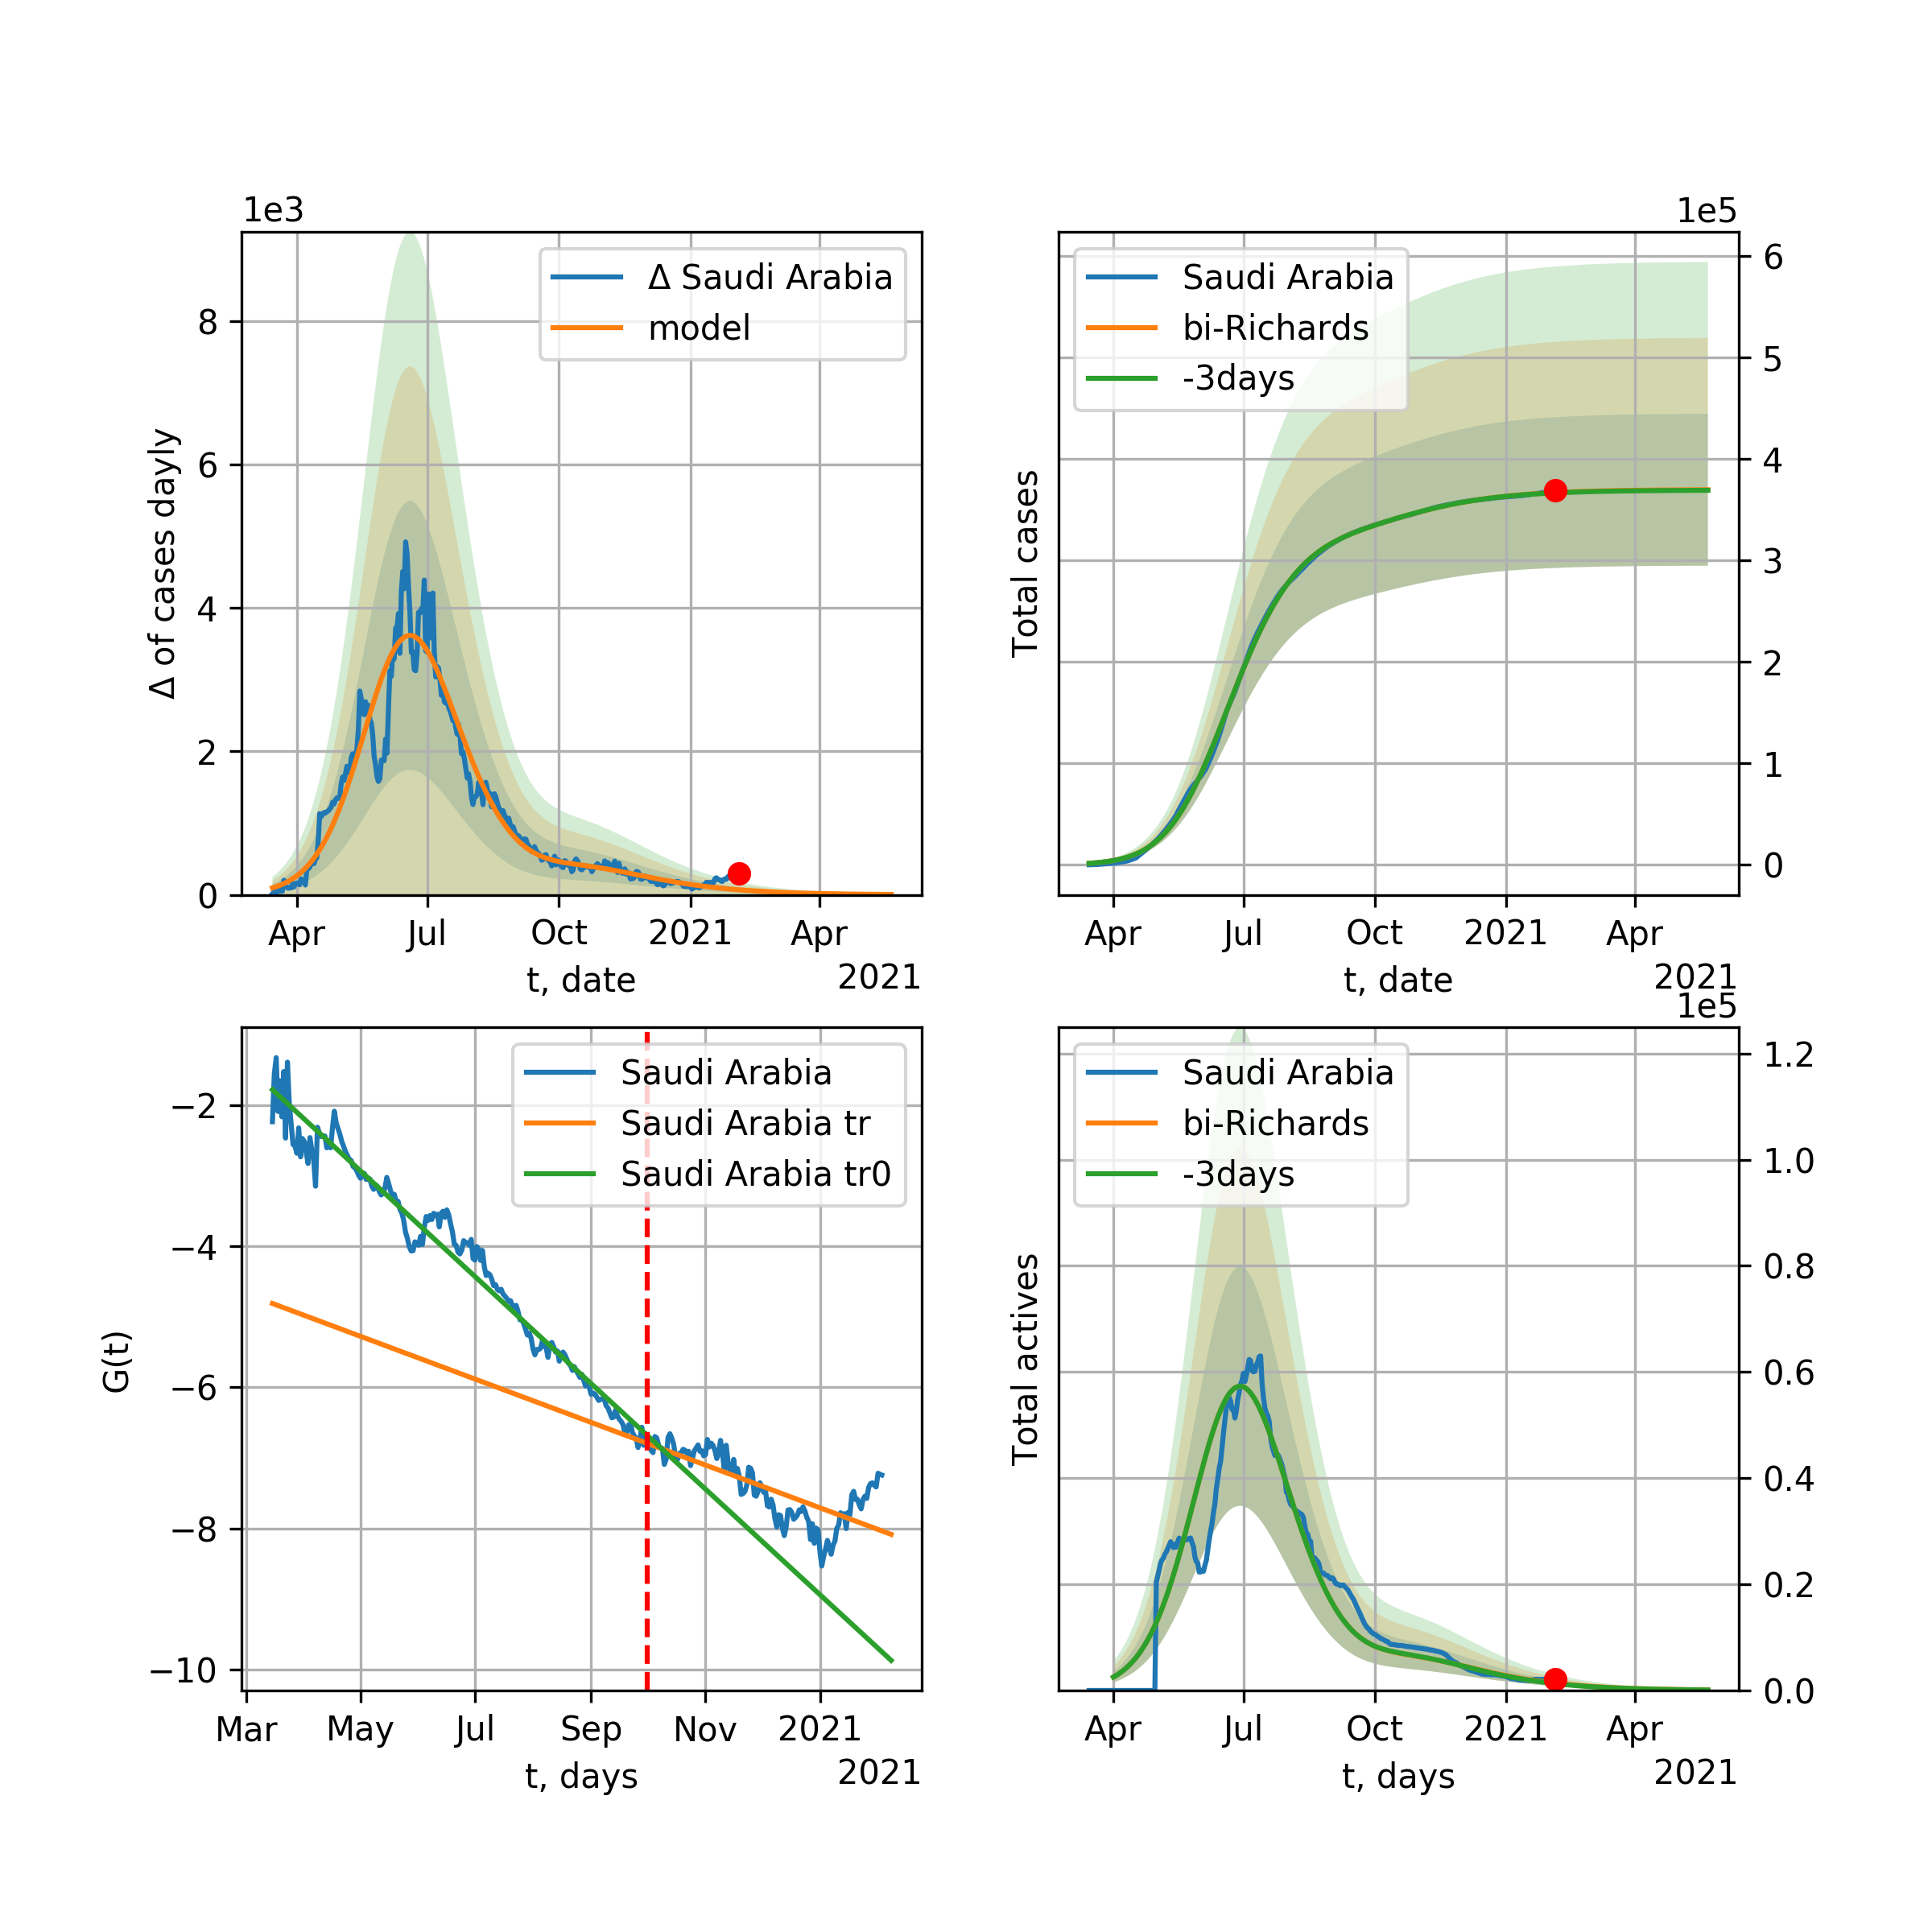 1e3
Δ of cases dayly
8
6
4
2
0
Δ Saudi Arabia
model
Apr
Jul
Oct
2021
Apr
t, date
2021
1e5
Total cases
Saudi Arabia
bi-Richards
-3days
6
5
4
3
2
1
0
Apr
Jul
Oct
2021
Apr
t, date
2021
G(t)
−2
−4
−6
−8
−10
Saudi Arabia
Saudi Arabia tr
Saudi Arabia tr0
Mar
May
Jul
Sep
Nov
2021
t, days
2021
1e5
Total actives
Saudi Arabia
bi-Richards
-3days
1.2
1.0
0.8
0.6
0.4
0.2
0.0
Apr
Jul
Oct
2021
Apr
t, days
2021